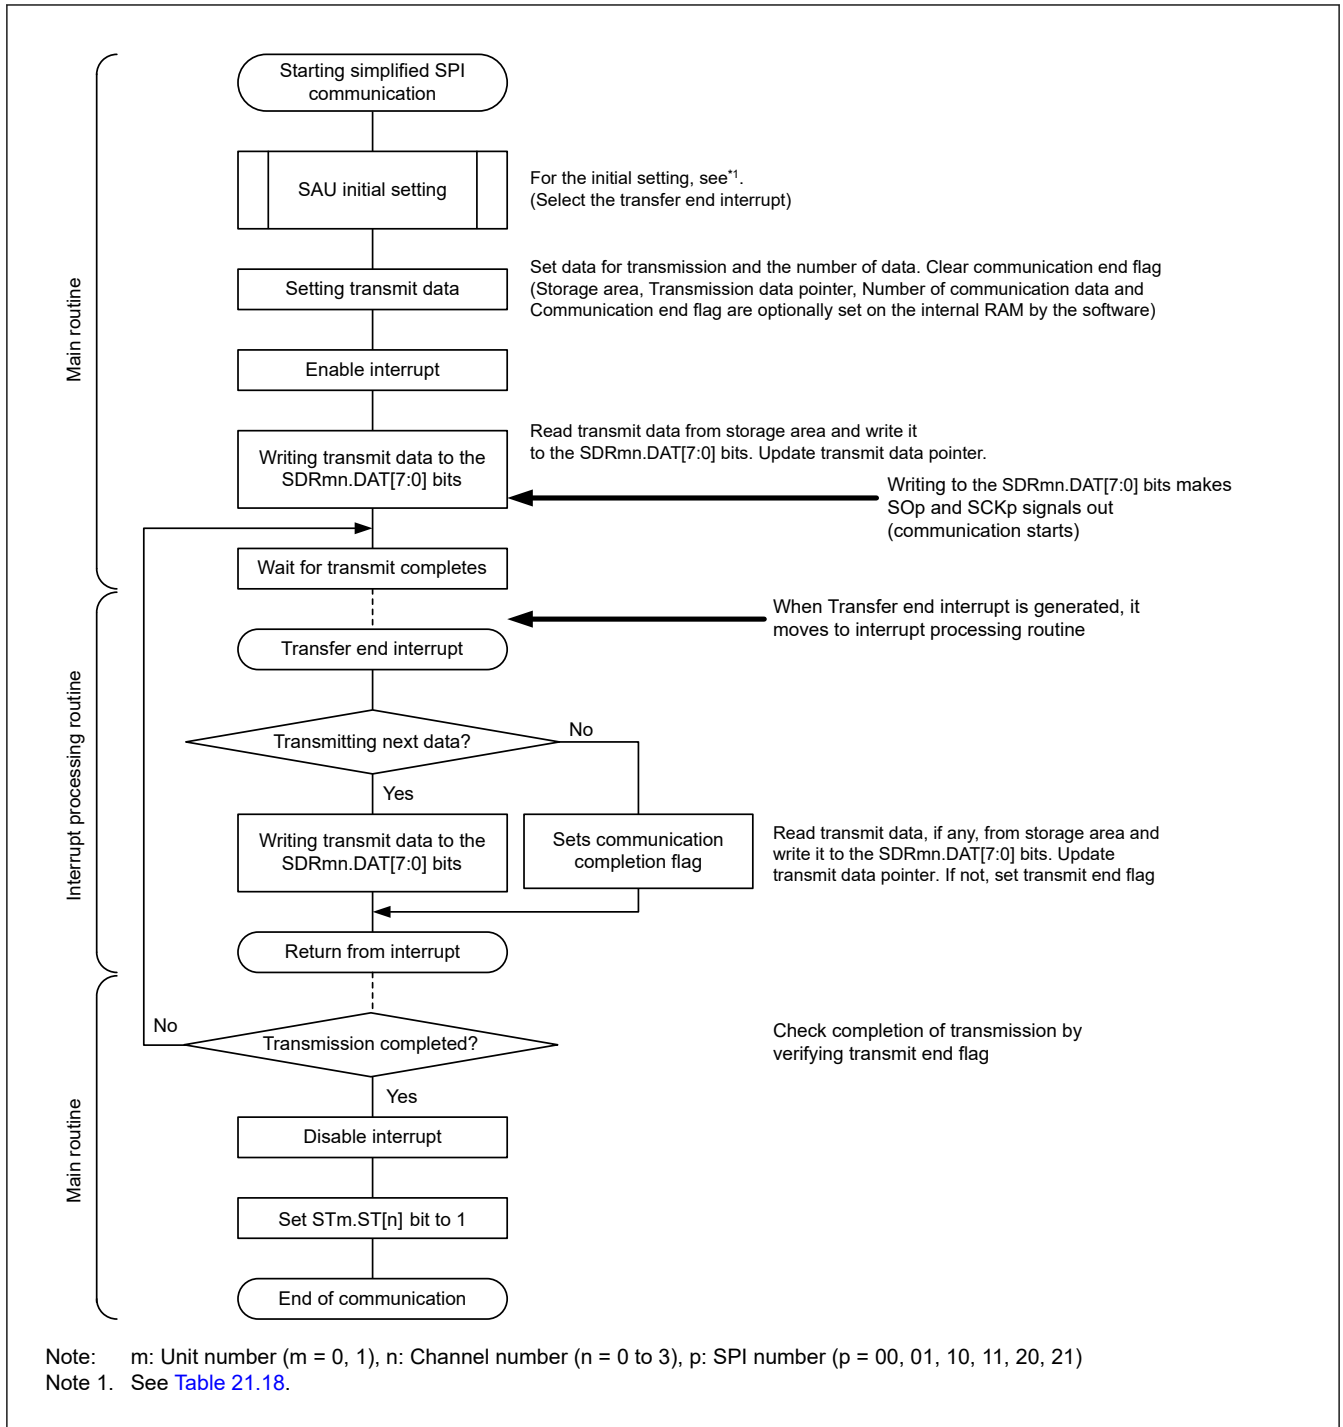 Starting simplified SPI
communication
SAU initial setting
For the initial setting, see*1.
(Select the transfer end interrupt)
Setting transmit data
Set data for transmission and the number of data. Clear communication end flag
(Storage area, Transmission data pointer, Number of communication data and
Communication end flag are optionally set on the internal RAM by the software)
Main routine
Enable interrupt
Writing transmit data to the
SDRmn.DAT[7:0] bits
Read transmit data from storage area and write it
to the SDRmn.DAT[7:0] bits. Update transmit data pointer.
Writing to the SDRmn.DAT[7:0] bits makes
SOp and SCKp signals out
(communication starts)
Wait for transmit completes
When Transfer end interrupt is generated, it
moves to interrupt processing routine
Transfer end interrupt
Interrupt processing routine
Transmitting next data?
No
Yes
Writing transmit data to the
SDRmn.DAT[7:0] bits
Sets communication
completion flag
Read transmit data, if any, from storage area and
write it to the SDRmn.DAT[7:0] bits. Update
transmit data pointer. If not, set transmit end flag
Return from interrupt
No
Transmission completed?
Check completion of transmission by
verifying transmit end flag
Yes
Main routine
Disable interrupt
Set STm.ST[n] bit to 1
End of communication
Note: m: Unit number (m = 0, 1), n: Channel number (n = 0 to 3), p: SPI number (p = 00, 01, 10, 11, 20, 21)
Note 1. See Table 21.18.